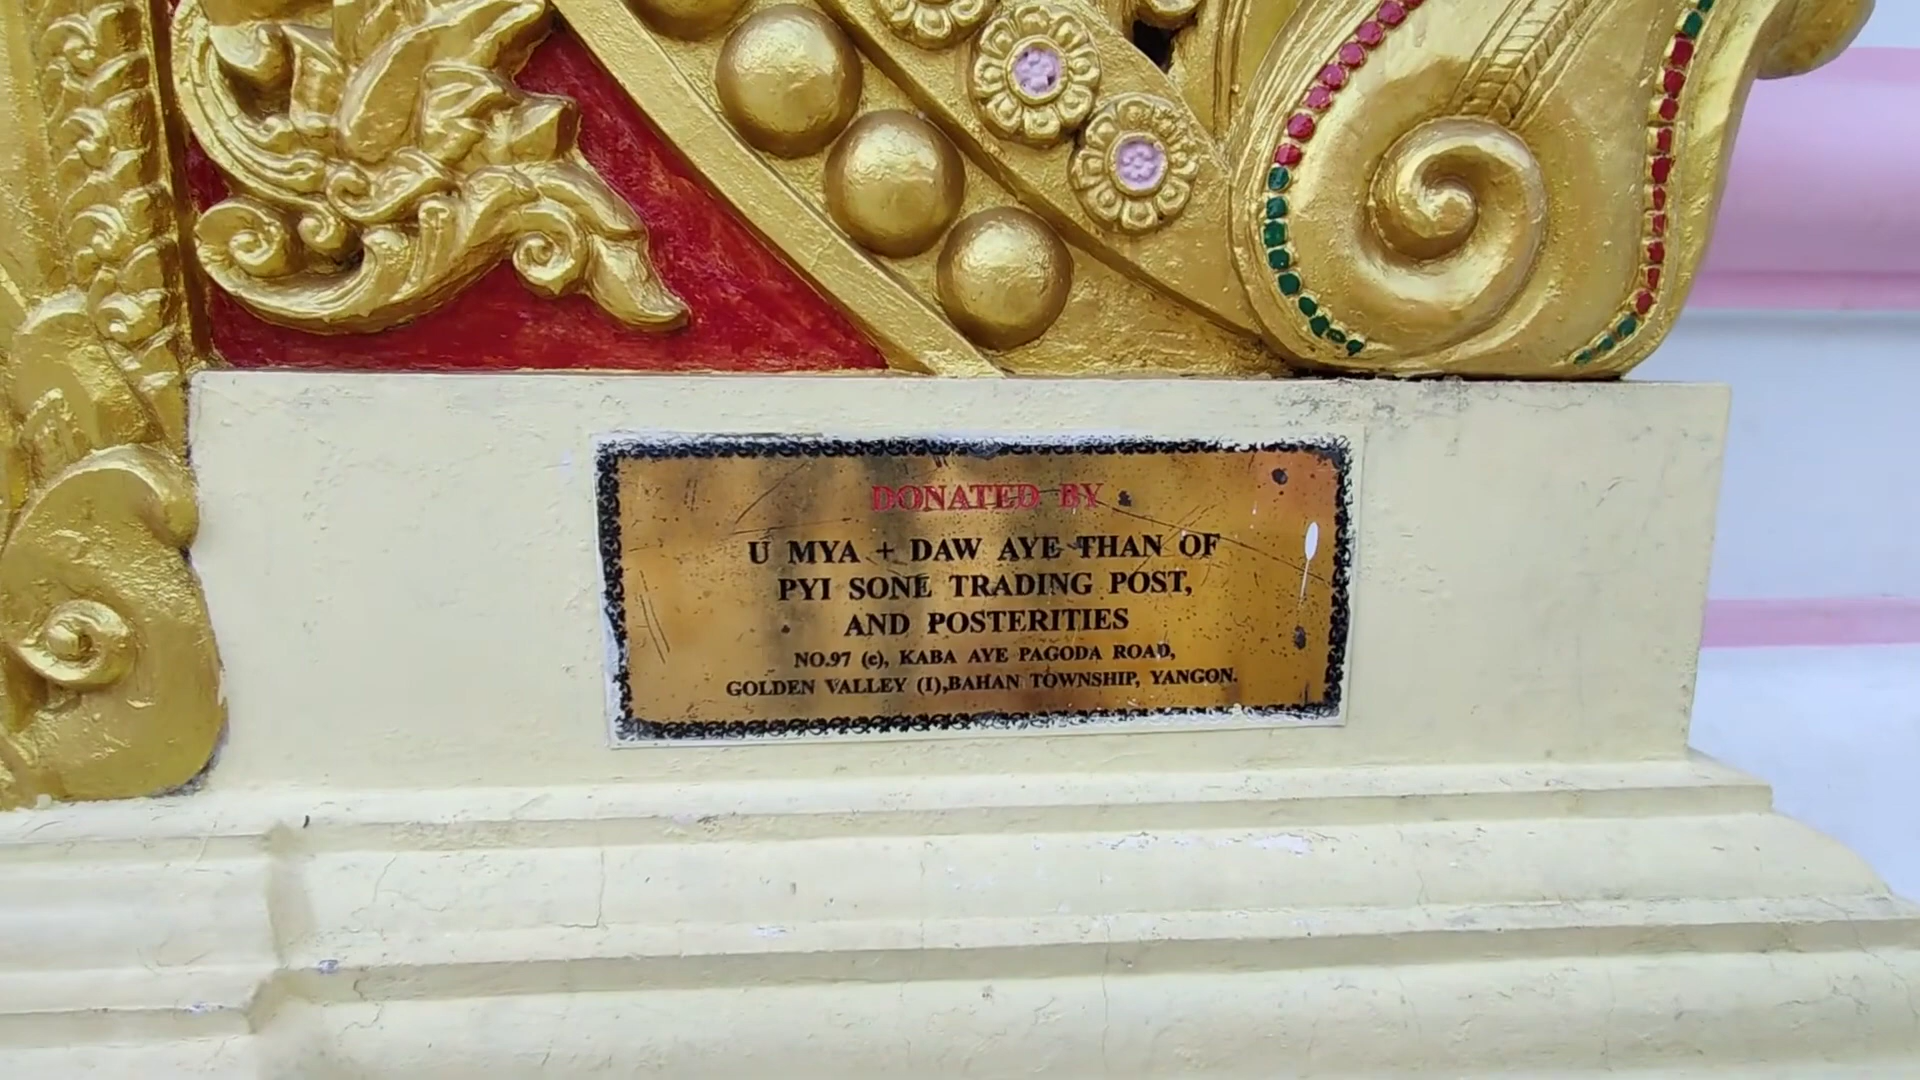 DONATED BY
U MYA + DAW AYE THAN OF
PYI SONE TRADING POST,
AND POSTERITIES
NO.97 (c), KABA AYE PAGODA ROAD,
GOLDEN VALLEY (I),BAHAN TOWNSHIP, YANGON.